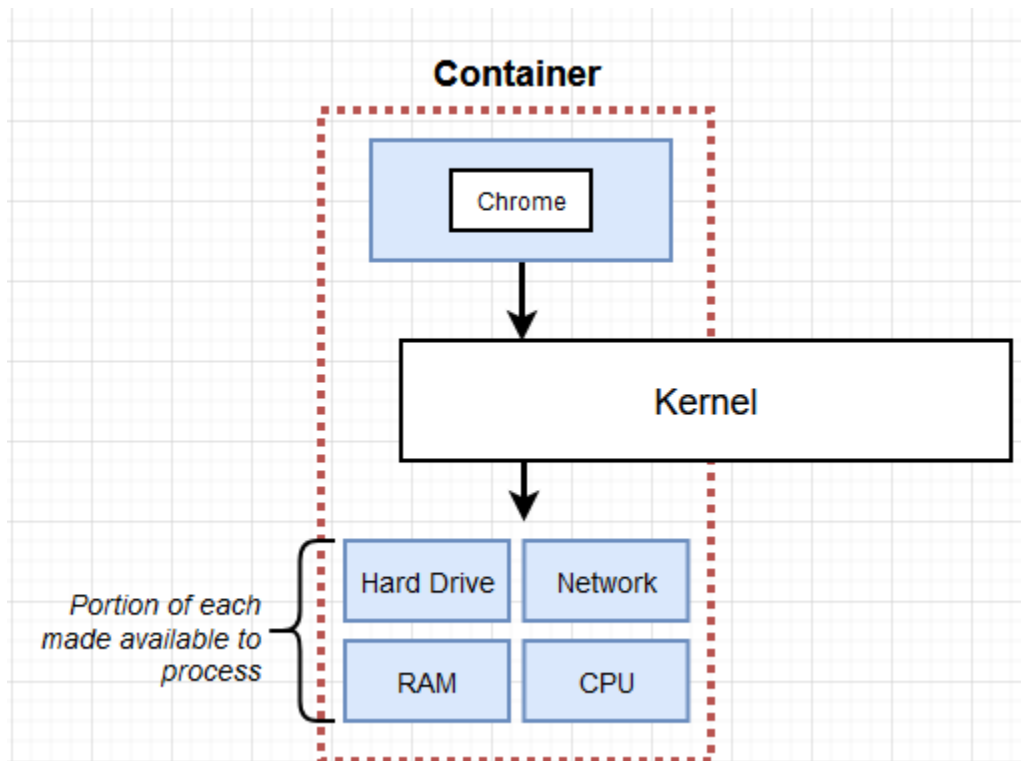 Container
Chrome
Kernel
Hard Drive
Network
Portion of each
made available to
process
RAM
CPU